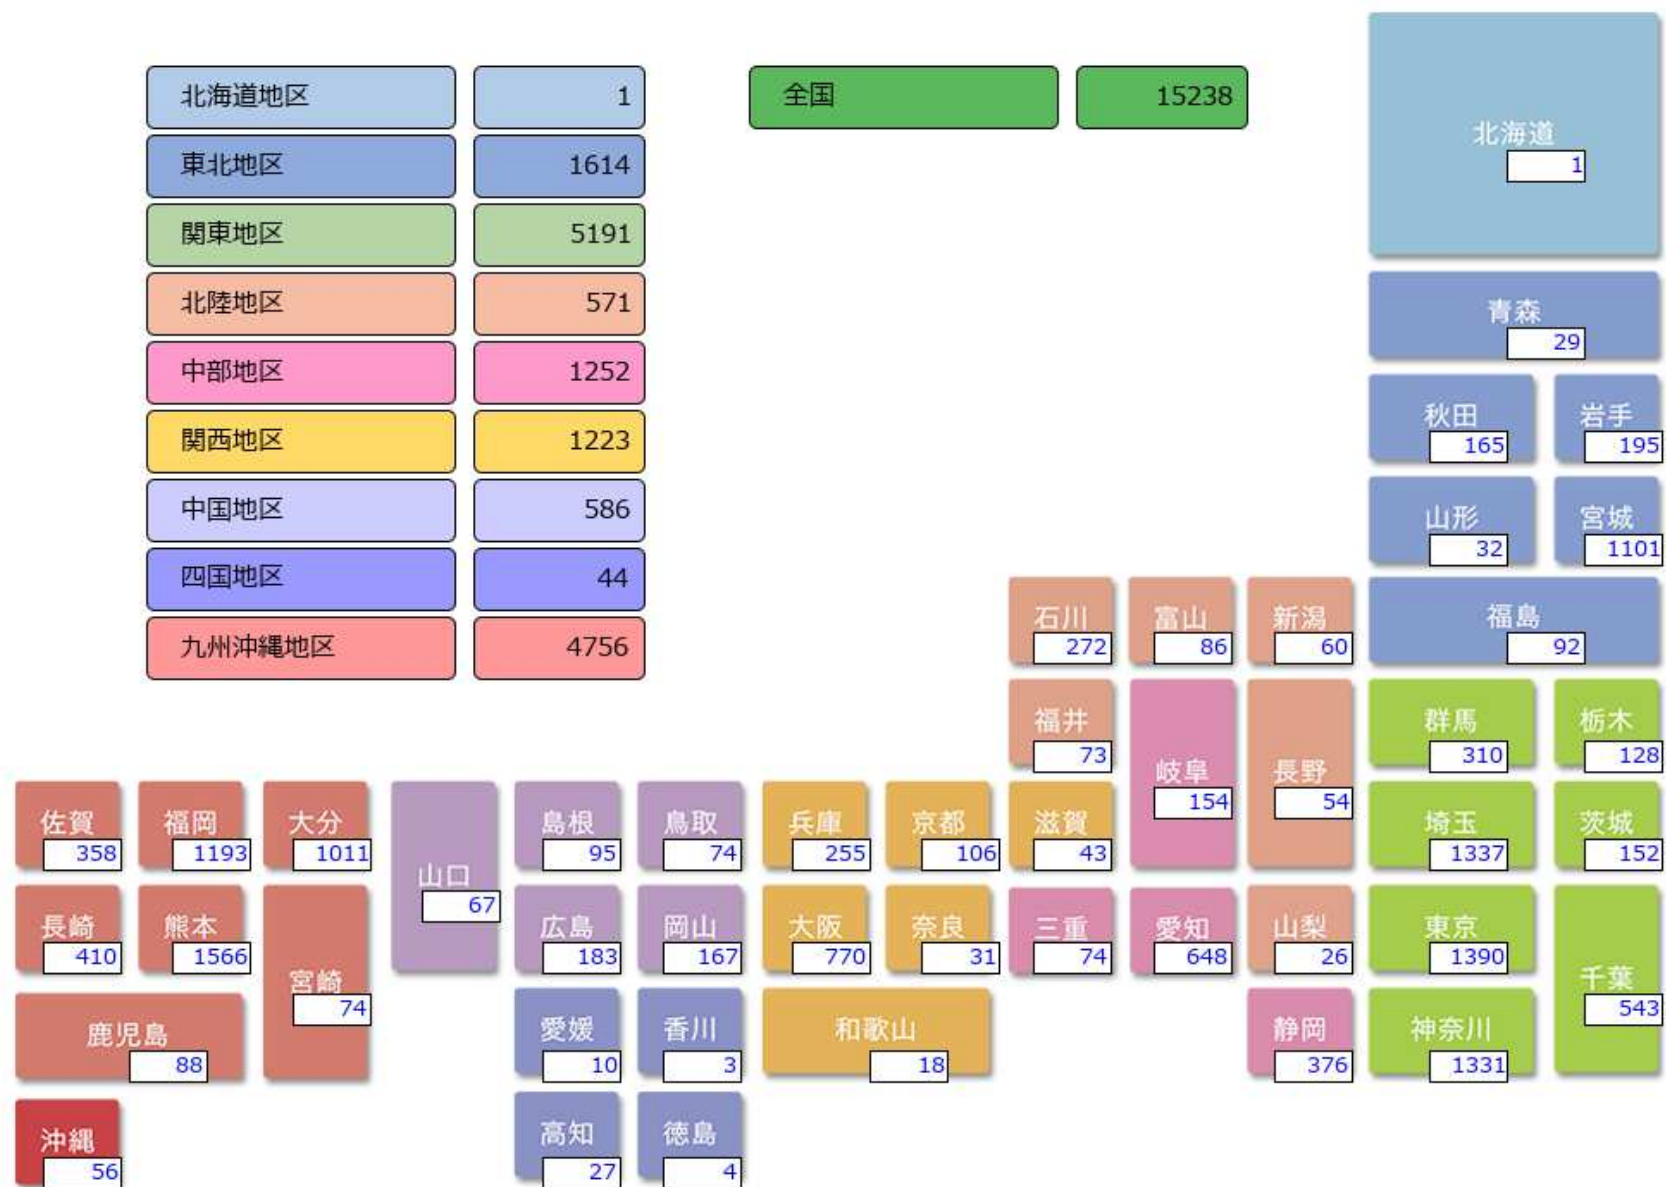 北海道地区 1
東北地区 1614
関東地区 5191
北陸地区 571
中部地区 1252
関西地区 1223
中国地区 586
四国地区 44
九州沖縄地区 4756
全国 15238
北海道
1
青森
29
秋田
165
岩手
195
山形
32
宮城
1101
石川
272
富山
86
新潟
60
福島
92
福井
73
岐阜
154
長野
54
群馬
310
栃木
128
佐賀
358
福岡
1193
大分
1011
山口
67
島根
95
鳥取
74
兵庫
255
京都
106
滋賀
43
埼玉
1337
茨城
152
長崎
410
熊本
1566
宮崎
74
広島
183
岡山
167
大阪
770
奈良
31
三重
74
愛知
648
山梨
26
東京
1390
千葉
543
鹿児島
88
愛媛
10
香川
3
和歌山
18
静岡
376
神奈川
1331
沖縄
56
高知
27
徳島
4